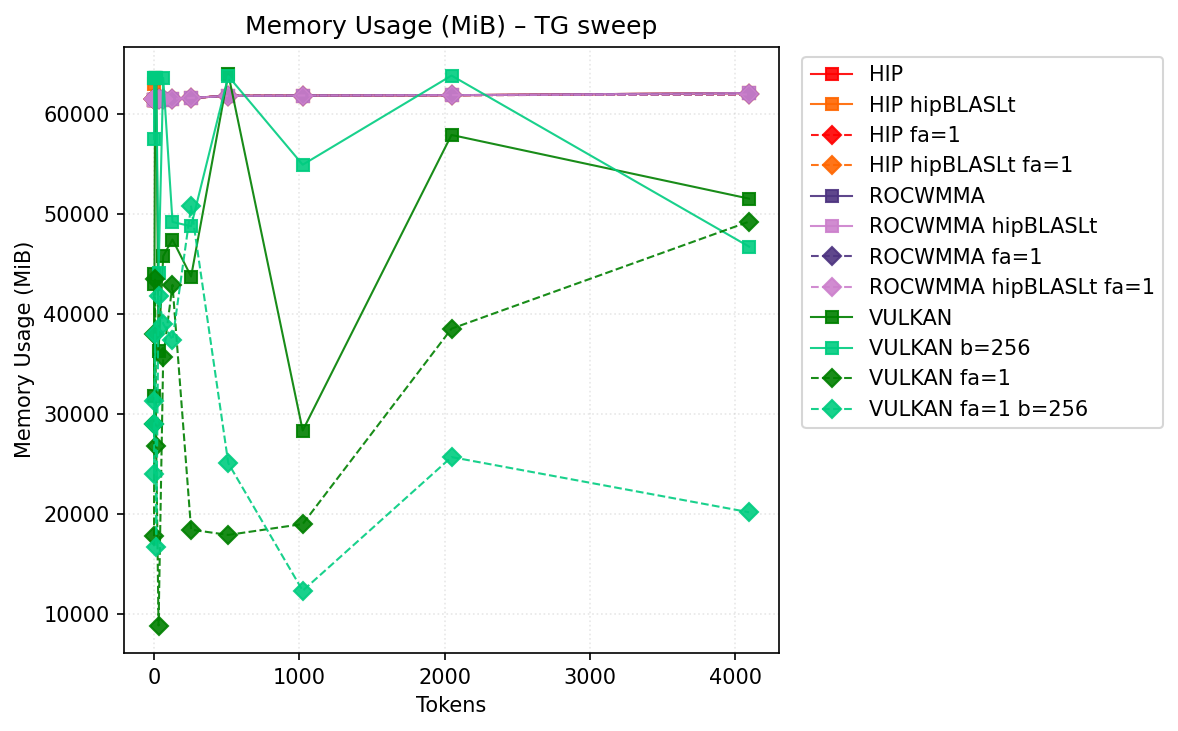 Memory Usage (MiB) – TG sweep
Memory Usage (MiB)
60000
50000
40000
30000
20000
10000
0
1000
2000
3000
4000
Tokens
HIP
HIP hipBLASLt
HIP fa=1
HIP hipBLASLt fa=1
ROCWMMA
ROCWMMA hipBLASLt
ROCWMMA fa=1
ROCWMMA hipBLASLt fa=1
VULKAN
VULKAN b=256
VULKAN fa=1
VULKAN fa=1 b=256